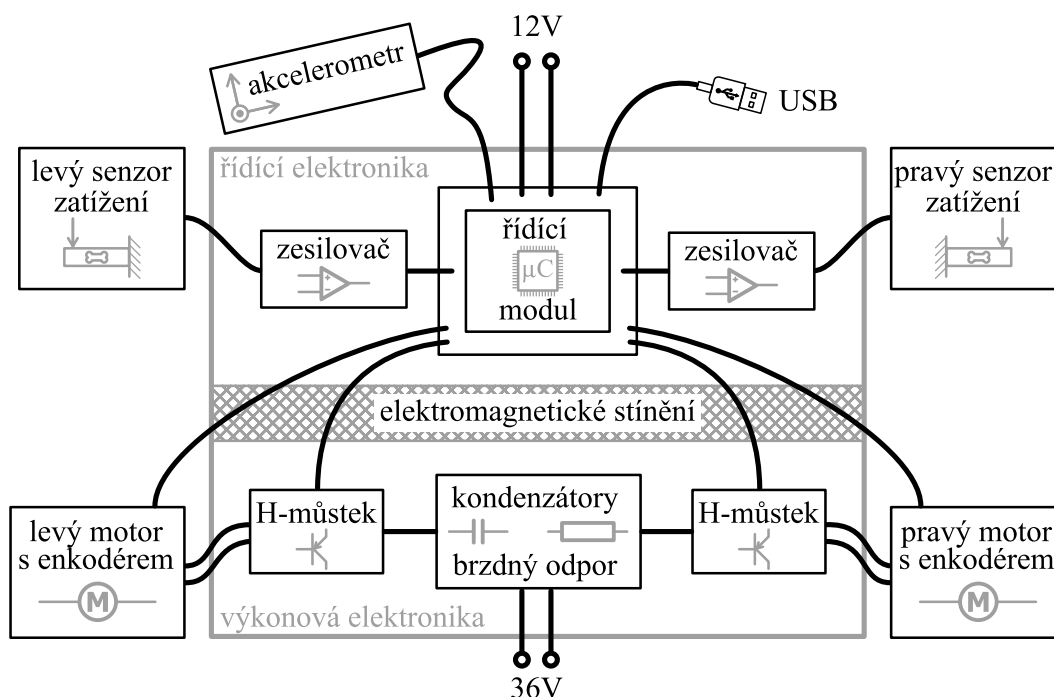 12V
akcelerometr
USB
řídící elektronika
levý senzor
zatížení
pravý senzor
zatížení
zesilovač
řídící
µC
modul
zesilovač
elektromagnetické stínění
H-můstek
kondenzátory
brzdný odpor
H-můstek
levý motor
s enkodérem
M
pravý motor
s enkodérem
M
výkonová elektronika
36V